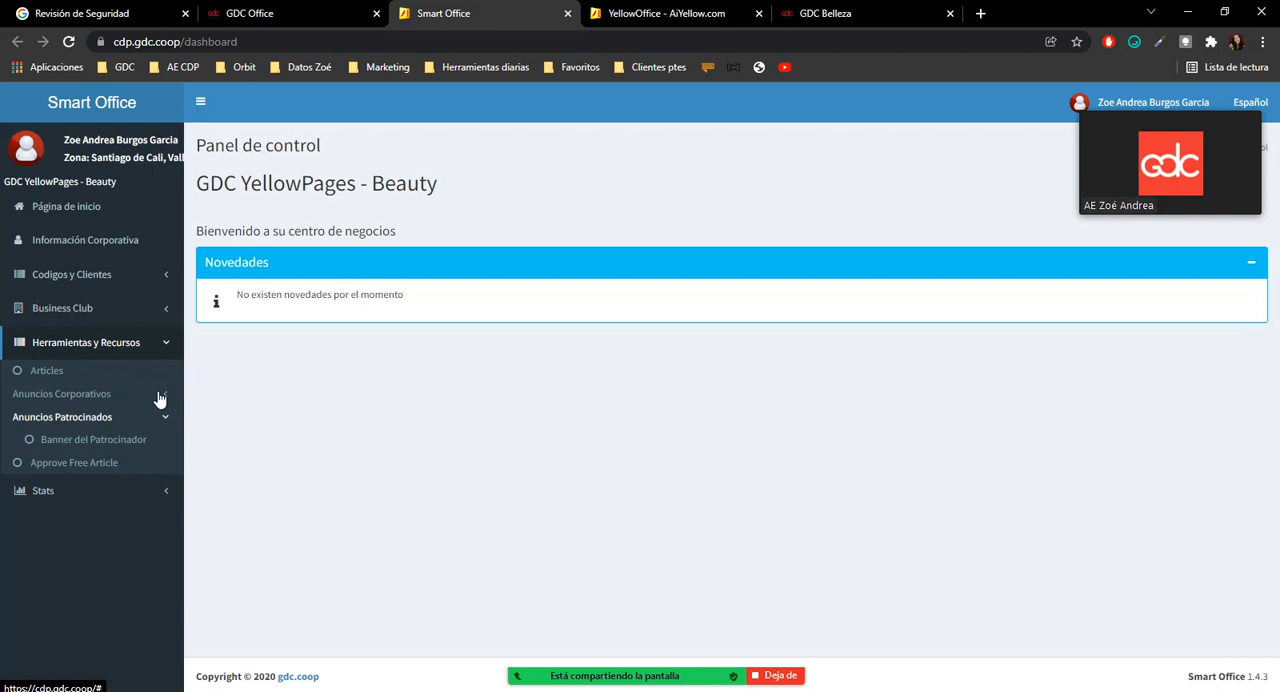 Revisión de Seguridad
GDC Office
Smart Office
YellowOffice - AiYellow.com
GDC Belleza
cdp.gdc.coop/dashboard
Aplicaciones
GDC
AE CDP
Orbit
Datos Zoé
Marketing
Herramientas diarias
Favoritos
Clientes ptes
Lista de lectura
Smart Office
Zoe Andrea Burgos Garcia
Español
Zoe Andrea Burgos Garcia
Zona: Santiago de Cali, Vall
GDC YellowPages - Beauty
Página de inicio
Información Corporativa
Codigos y Clientes
Business Club
Herramientas y Recursos
Articles
Anuncios Corporativos
Anuncios Patrocinados
Banner del Patrocinador
Approve Free Article
Stats
Panel de control
GDC YellowPages - Beauty
Bienvenido a su centro de negocios
Novedades
No existen novedades por el momento
gdc
AE Zoé Andrea
Copyright © 2020 gdc.coop
Está compartiendo la pantalla
Deja de
Smart Office 1.4.3
https://cdp.gdc.coop/#